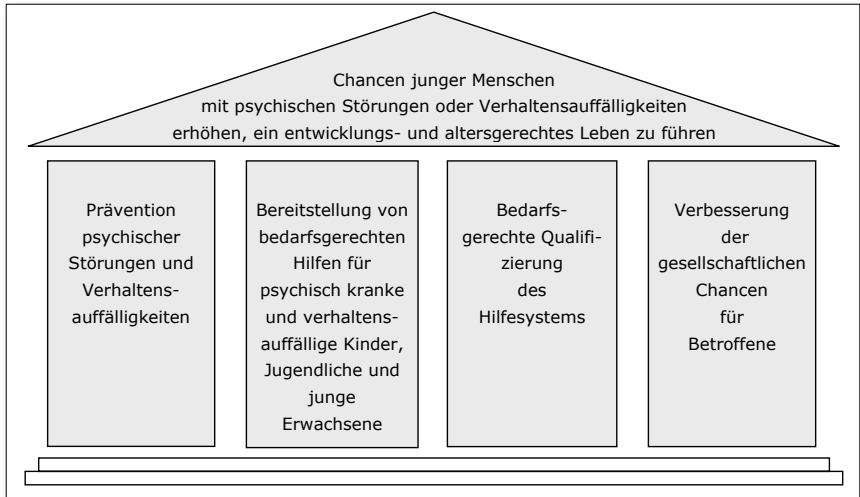 Chancen junger Menschen
mit psychischen Störungen oder Verhaltensauffälligkeiten
erhöhen, ein entwicklungs- und altersgerechtes Leben zu führen
Prävention
psychischer
Störungen und
Verhaltens-
auffälligkeiten
Bereitstellung von
bedarfsgerechten
Hilfen für
psychisch kranke
und verhaltens-
auffällige Kinder,
Jugendliche und
junge
Erwachsene
Bedarfs-
gerechte Qualifi-
zierung
des
Hilfesystems
Verbesserung
der
gesellschaftlichen
Chancen
für
Betroffene